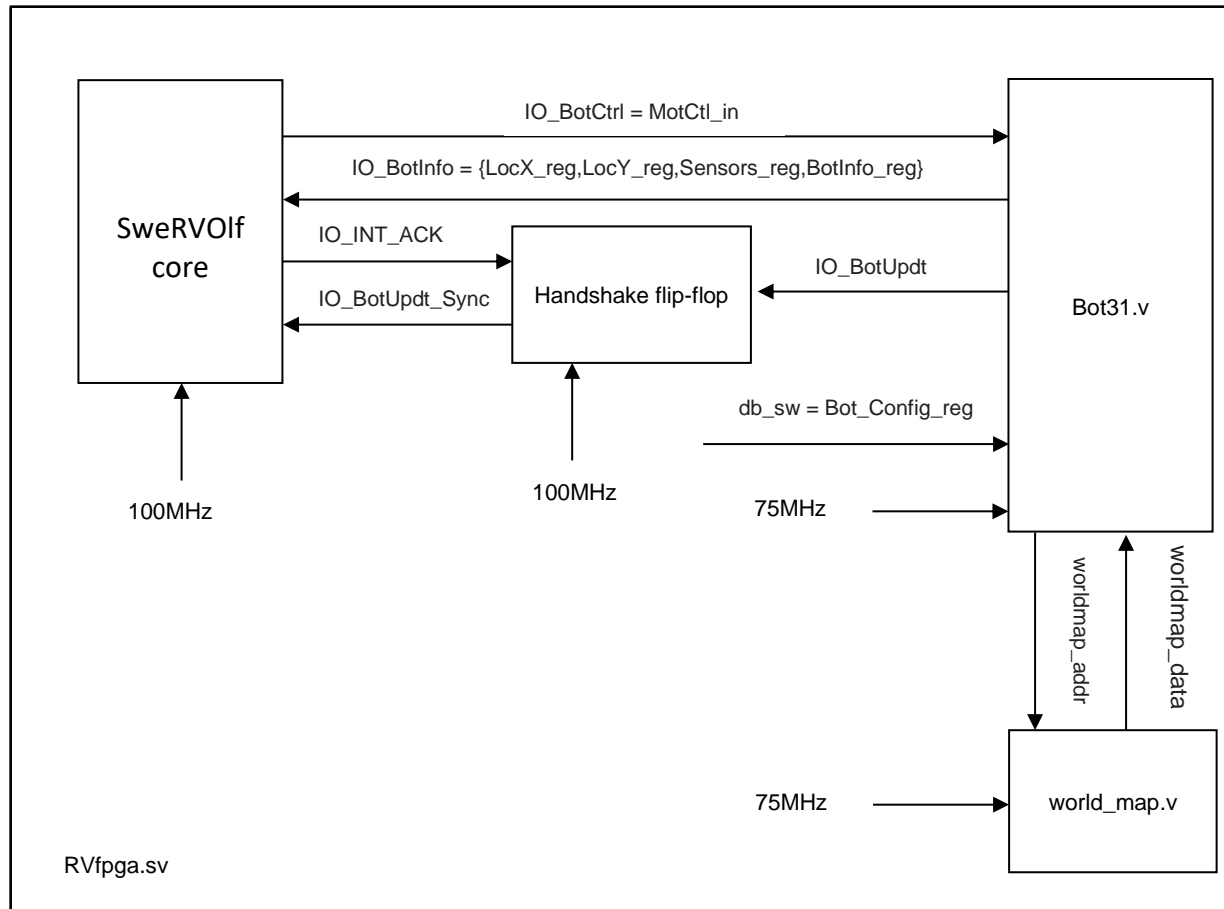 IO_BotCtrl = MotCtl_in
IO_BotInfo = {LocX_reg,LocY_reg,Sensors_reg,BotInfo_reg}
SweRVOlf
core
IO_INT_ACK
IO_BotUpdt_Sync
Handshake flip-flop
IO_BotUpdt
Bot31.v
db_sw = Bot_Config_reg
100MHz
100MHz
75MHz
worldmap_addr
worldmap_data
75MHz
world_map.v
RVfpga.sv